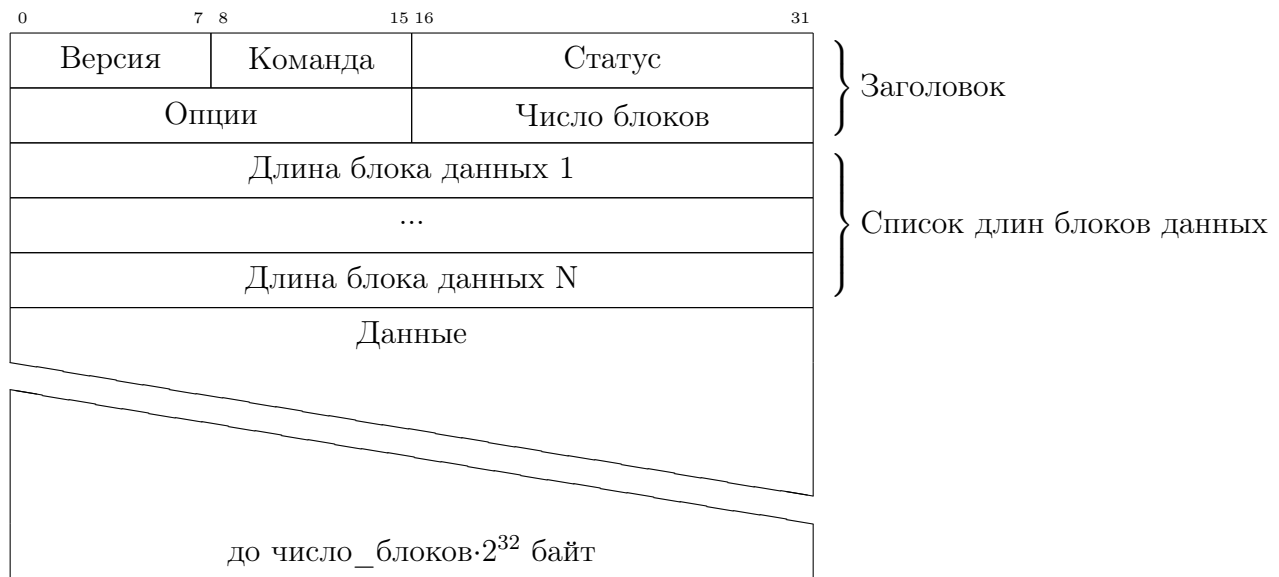 0 7 8 15 16 31
Версия Команда Статус
Заголовок
Опции Число блоков
Длина блока данных 1
...
Список длин блоков данных
Длина блока данных N
Данные
до число_блоков·2³² байт